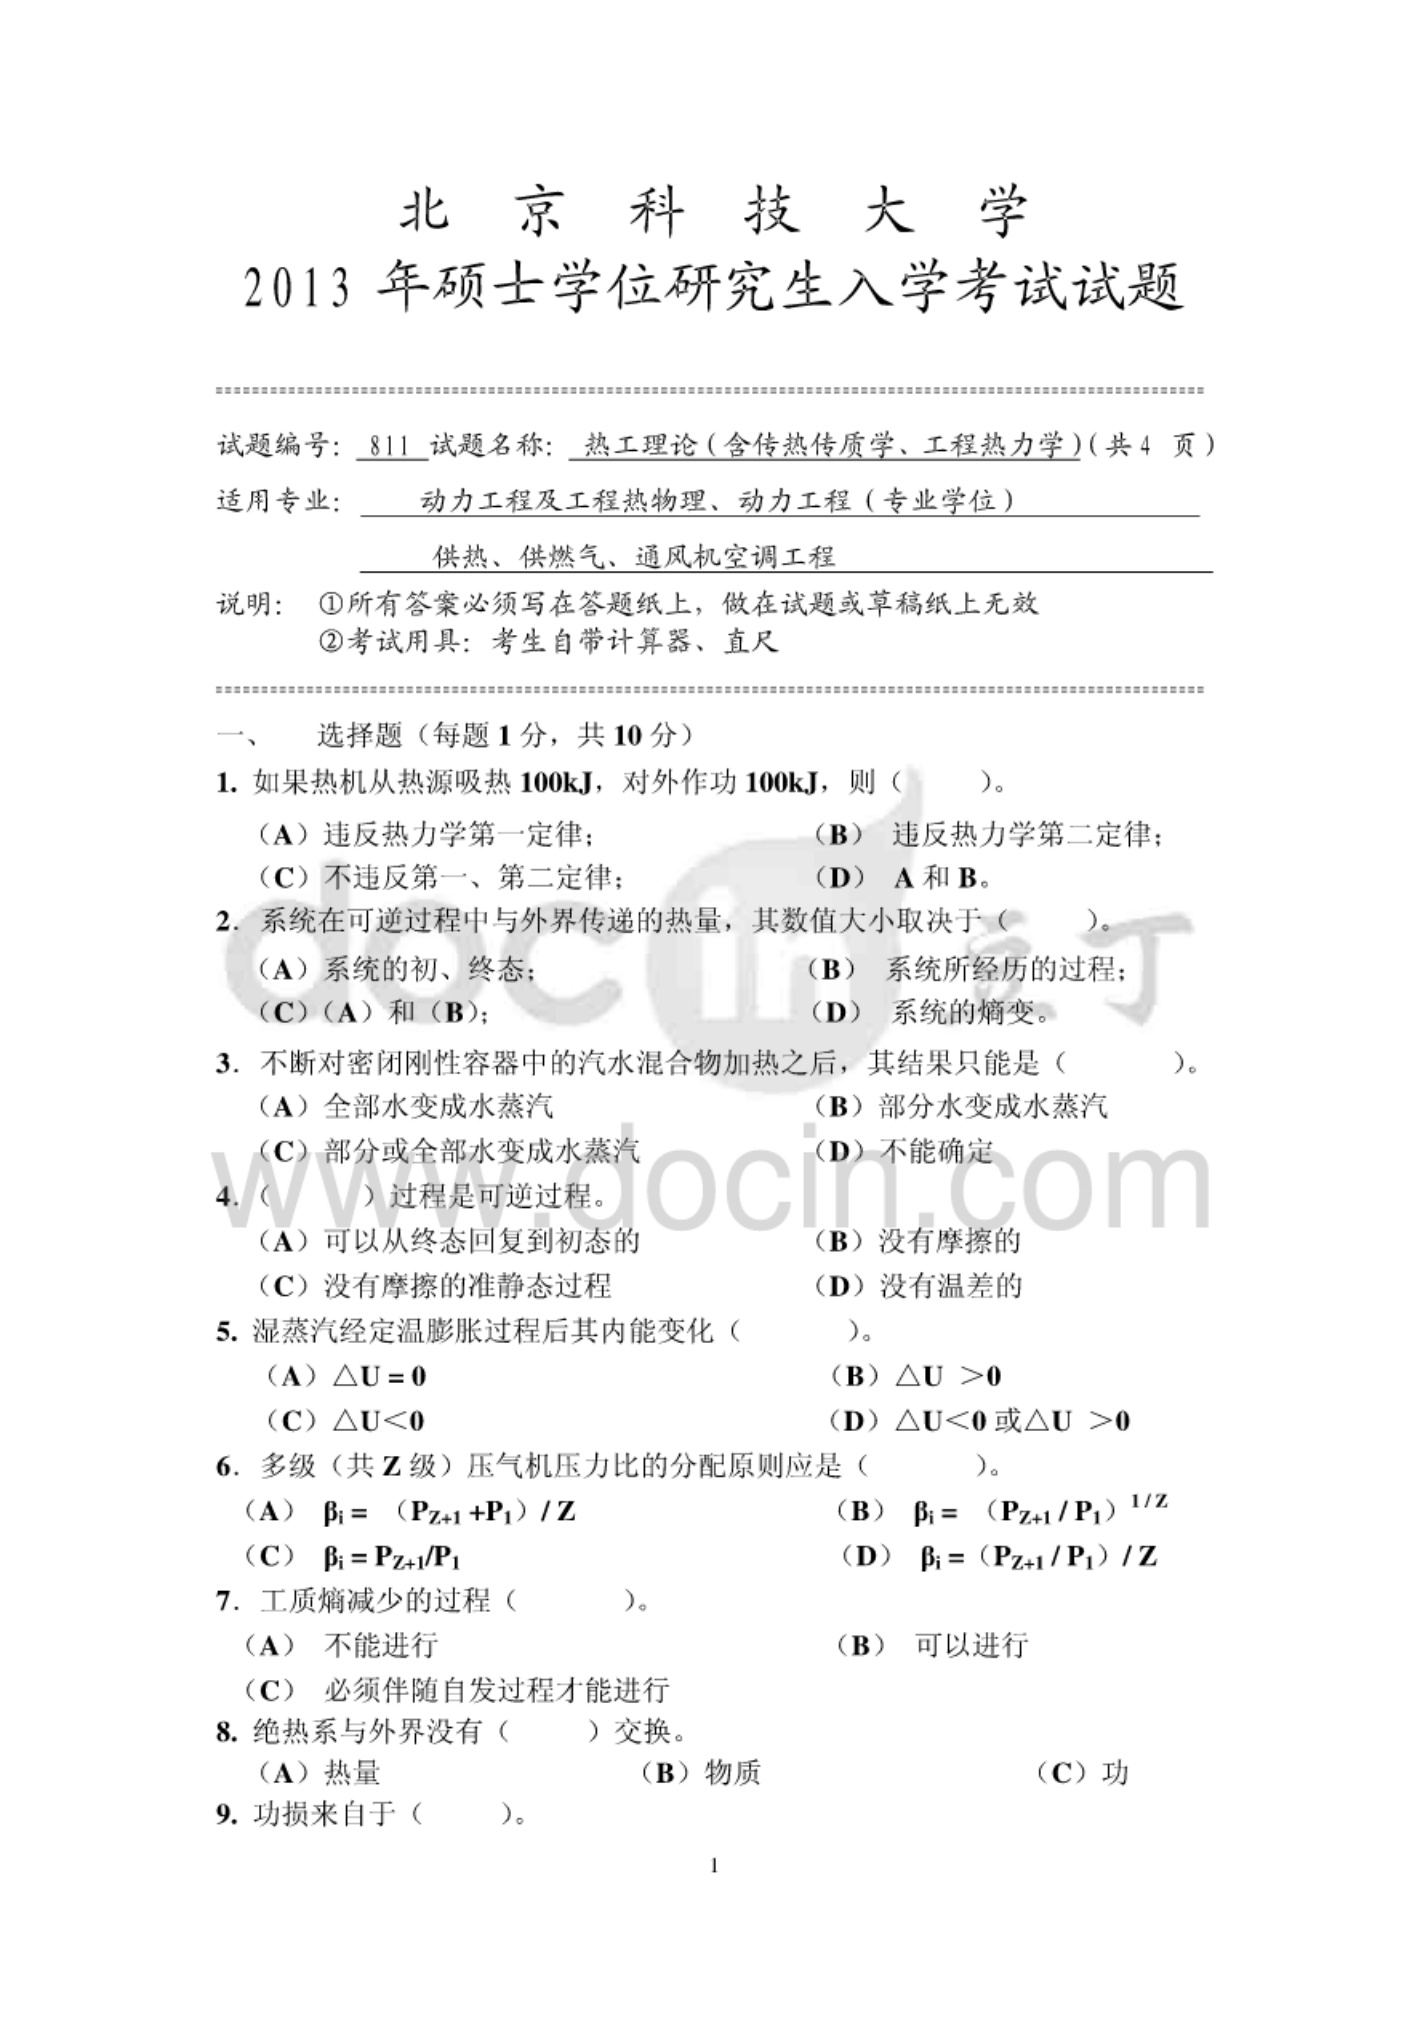 北 京 科 技 大 学
2013 年硕士学位研究生入学考试试题
试题编号： 811 试题名称： 热工理论（含传热传质学、工程热力学）（共 4 页）
适用专业： 动力工程及工程热物理、动力工程（专业学位）
供热、供燃气、通风机空调工程
说明： ①所有答案必须写在答题纸上，做在试题或草稿纸上无效
②考试用具：考生自带计算器、直尺
一、 选择题（每题 1 分，共 10 分）
1. 如果热机从热源吸热 100kJ，对外作功 100kJ，则（ ）。
（A）违反热力学第一定律； （B） 违反热力学第二定律；
（C）不违反第一、第二定律； （D） A 和 B。
2．系统在可逆过程中与外界传递的热量，其数值大小取决于（ ）。
（A）系统的初、终态； （B） 系统所经历的过程；
（C）（A）和（B）； （D） 系统的熵变。
3．不断对密闭刚性容器中的汽水混合物加热之后，其结果只能是（ ）。
（A）全部水变成水蒸汽 （B）部分水变成水蒸汽
（C）部分或全部水变成水蒸汽 （D）不能确定
4．（ ）过程是可逆过程。
（A）可以从终态回复到初态的 （B）没有摩擦的
（C）没有摩擦的准静态过程 （D）没有温差的
5. 湿蒸汽经定温膨胀过程后其内能变化（ ）。
（A）△U = 0 （B）△U ＞0
（C）△U＜0 （D）△U＜0 或△U ＞0
6．多级（共 Z 级）压气机压力比的分配原则应是（ ）。
（A） βi = （PZ+1 +P1）/ Z （B） βi = （PZ+1 / P1）1 / Z
（C） βi = PZ+1/P1 （D） βi =（PZ+1 / P1）/ Z
7．工质熵减少的过程（ ）。
（A） 不能进行 （B） 可以进行
（C） 必须伴随自发过程才能进行
8. 绝热系与外界没有（ ）交换。
（A）热量 （B）物质 （C）功
9. 功损来自于（ ）。
1
docin 豆丁
www.docin.com